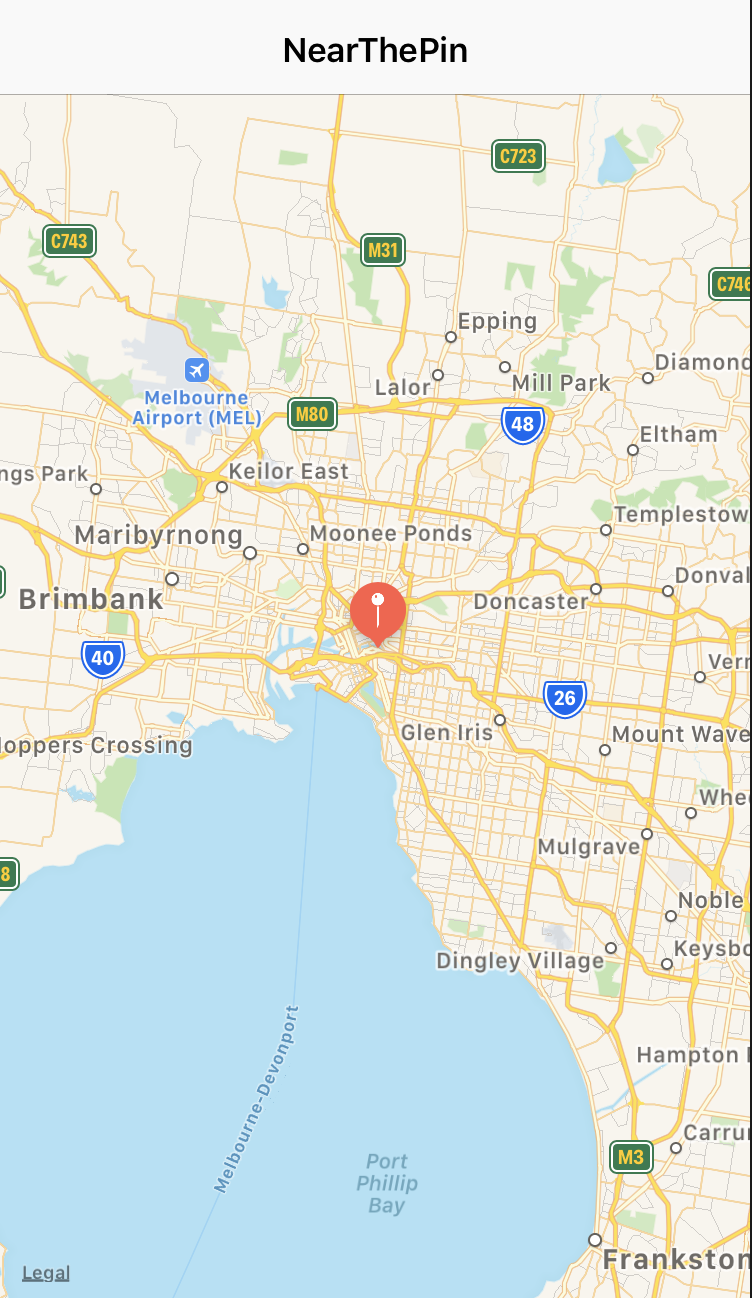 NearThePin
C723
C743
M31
C746
Epping
Diamond
Lalor
Mill Park
Melbourne
Airport (MEL)
M80
48
Eltham
Keilor East
ngs Park
Templestow
Maribyrnong
Moonee Ponds
Donval
Brimbank
Doncaster
40
Verr
26
Glen Iris
Mount Wave
Hoppers Crossing
Whee
Mulgrave
8
Noble
Keysbo
Dingley Village
Melbourne-Devonport
Hampton
Carrur
M3
Port
Phillip
Bay
Frankston
Legal